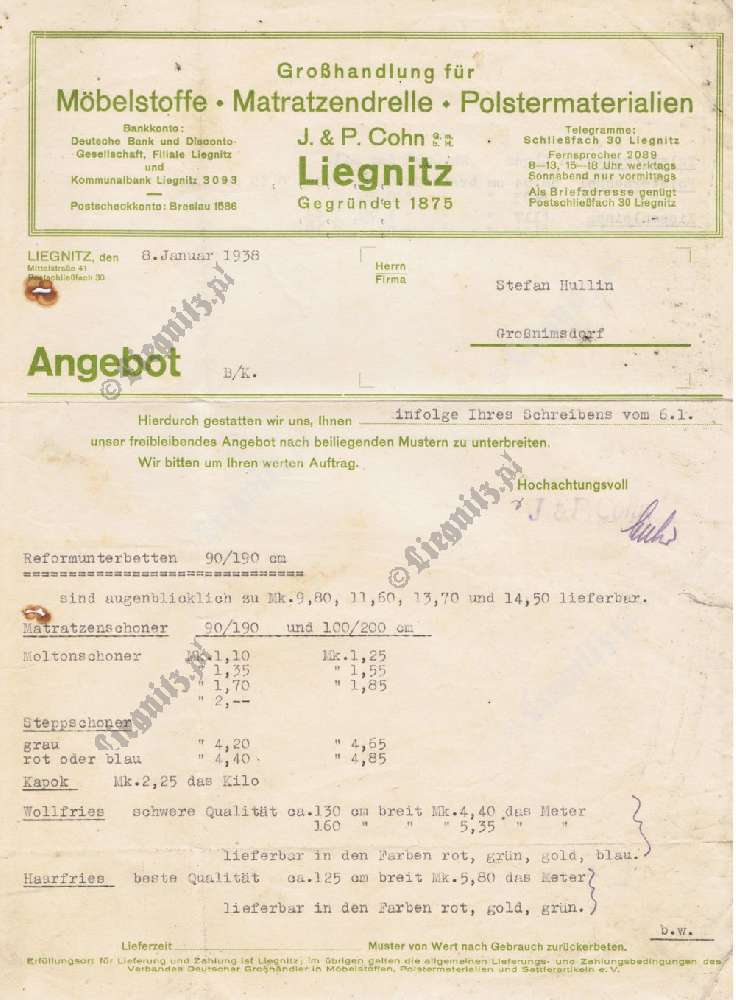 Großhandlung für
Möbelstoffe • Matratzendrelle • Polstermaterialien
Bankkonto:
Deutsche Bank und Disconto-
Gesellschaft, Filiale Liegnitz
und
Kommunalbank Liegnitz 3093
Postscheckkonto: Breslau 1686
J. & P. Cohn G. m. b. H.
Liegnitz
Gegründet 1875
Telegramme:
Schließfach 30 Liegnitz
Fernsprecher 2089
8–13, 15–18 Uhr werktags
Sonnabend nur vormittags
Als Briefadresse genügt
Postschließfach 30 Liegnitz
LIEGNITZ, den 8.Januar 1938
Mittelstraße 41
Postschließfach 30
Herrn
Firma
Stefan Hullin
Großnimsdorf
Angebot B/K.
Hierdurch gestatten wir uns, Ihnen infolge Ihres Schreibens vom 6.1.
unser freibleibendes Angebot nach beiliegenden Mustern zu unterbreiten.
Wir bitten um Ihren werten Auftrag.
Hochachtungsvoll
J & P Cohn
Reformunterbetten 90/190 cm
sind augenblicklich zu Mk.9,80, 11,60, 13,70 und 14,50 lieferbar.
Matratzenschoner 90/190 und 100/200 cm
Moltonschoner Mk.1,10 Mk.1,25
" 1,35 " 1,55
" 1,70 " 1,85
" 2,--
Steppschoner
grau " 4,20 " 4,65
rot oder blau " 4,40 " 4,85
Kapok Mk.2,25 das Kilo
Wollfries schwere Qualität ca.130 cm breit Mk.4,40 das Meter
160 " " " 5,35 " "
lieferbar in den Farben rot, grün, gold, blau.
Haarfries beste Qualität ca.125 cm breit Mk.5,80 das Meter
lieferbar in den Farben rot, gold, grün.
b.w.
Lieferzeit Muster von Wert nach Gebrauch zurückerbeten.
Erfüllungsort für Lieferung und Zahlung ist Liegnitz; im übrigen gelten die allgemeinen Lieferungs- und Zahlungsbedingungen des
Verbandes Deutscher Großhändler in Möbelstoffen, Polstermaterialien und Sattlerartikeln e. V.
© Liegnitz.pl
© Liegnitz.pl
Liegnitz.pl